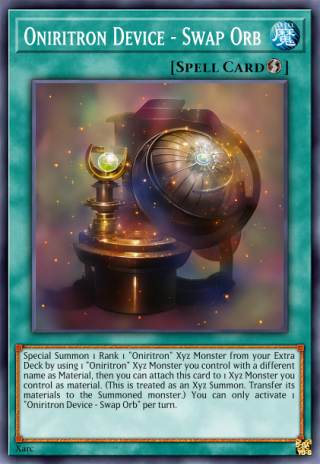 ONIRITRON DEVICE - SWAP ORB
魔
[SPELL CARD]
Special Summon 1 Rank 1 "Oniritron" Xyz Monster from your Extra
Deck by using 1 "Oniritron" Xyz Monster you control with a different
name as Material, then you can attach this card to 1 Xyz Monster you
control as material. (This is treated as an Xyz Summon. Transfer its
materials to the Summoned monster.) You can only activate 1
"Oniritron Device - Swap Orb" per turn.
Xarc